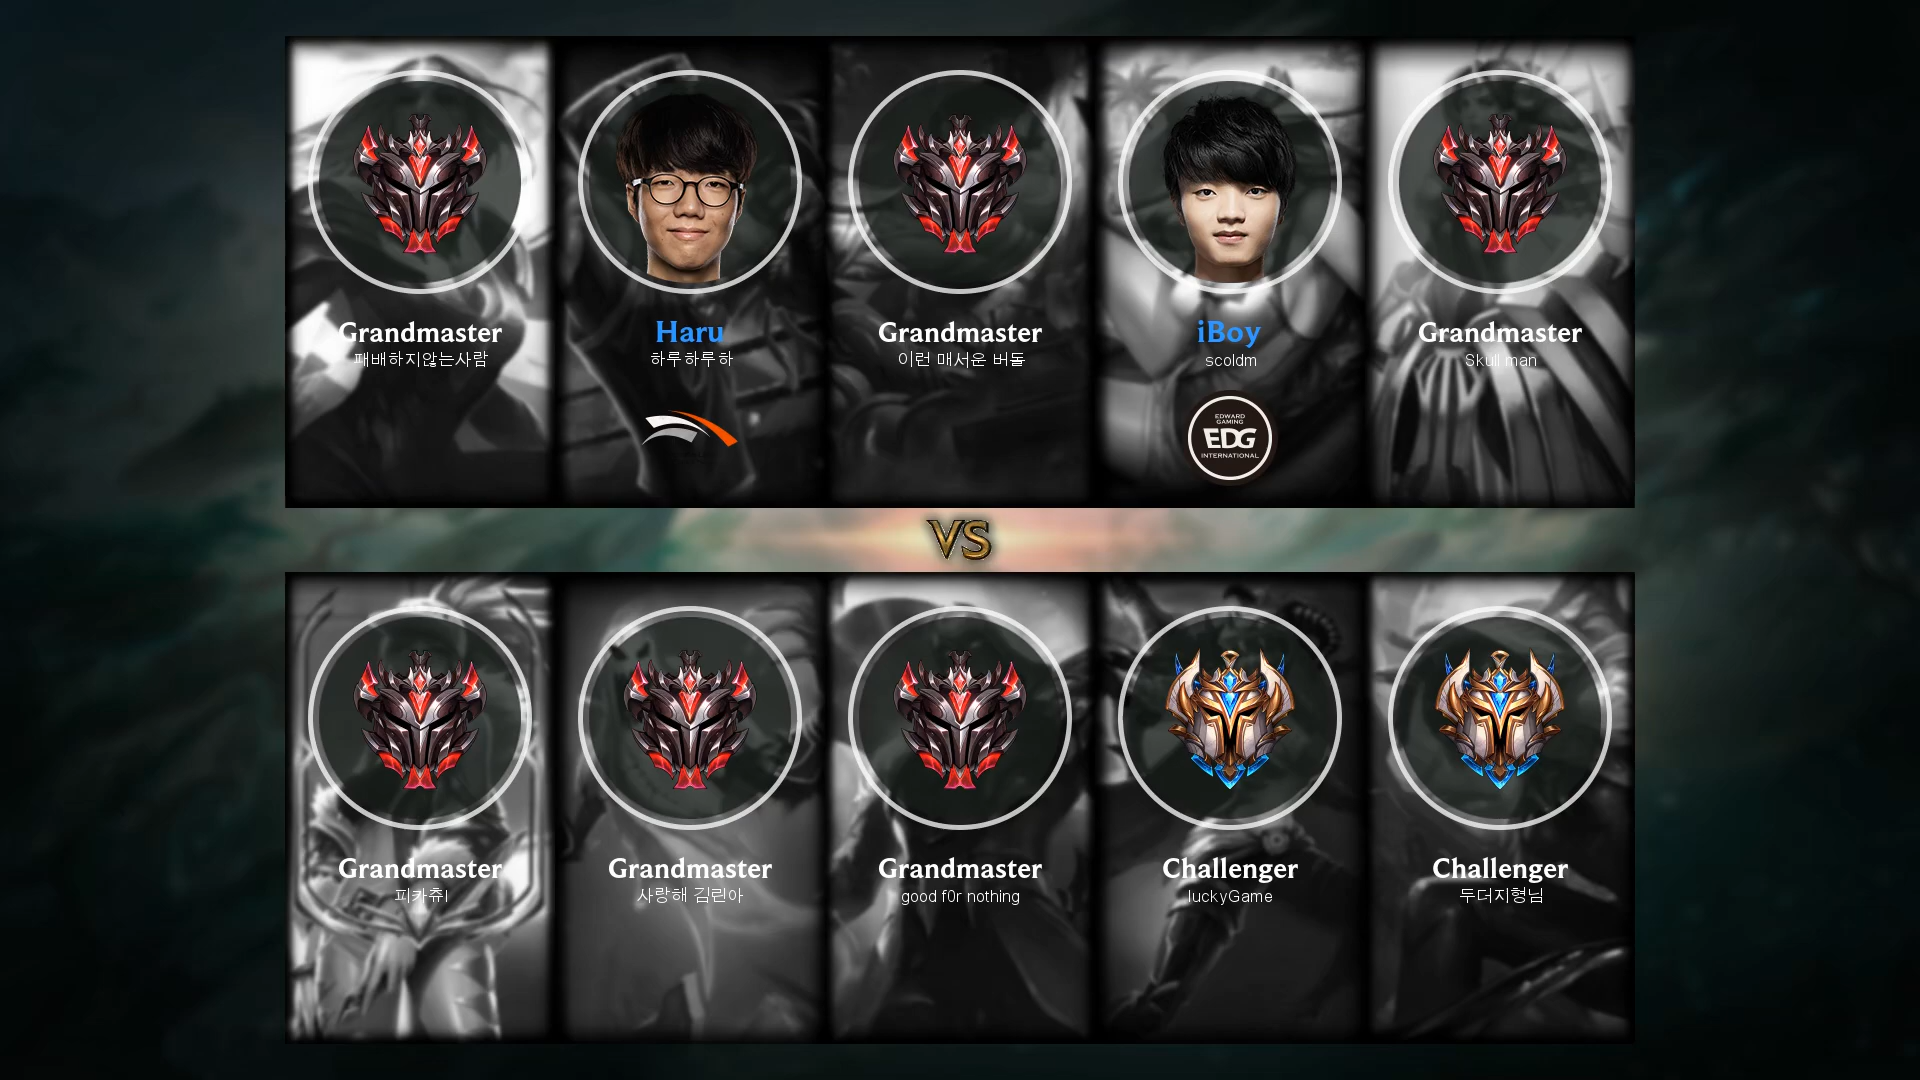 Grandmaster
패배하지않는사람
Haru
하루하루하
Grandmaster
이런 매서운 버돌
iBoy
scoldm
EDWARD
GAMING
EDG
INTERNATIONAL
Grandmaster
Skull man
VS
Grandmaster
피카츄l
Grandmaster
사랑해 김린아
Grandmaster
good f0r nothing
Challenger
luckyGame
Challenger
두더지형님